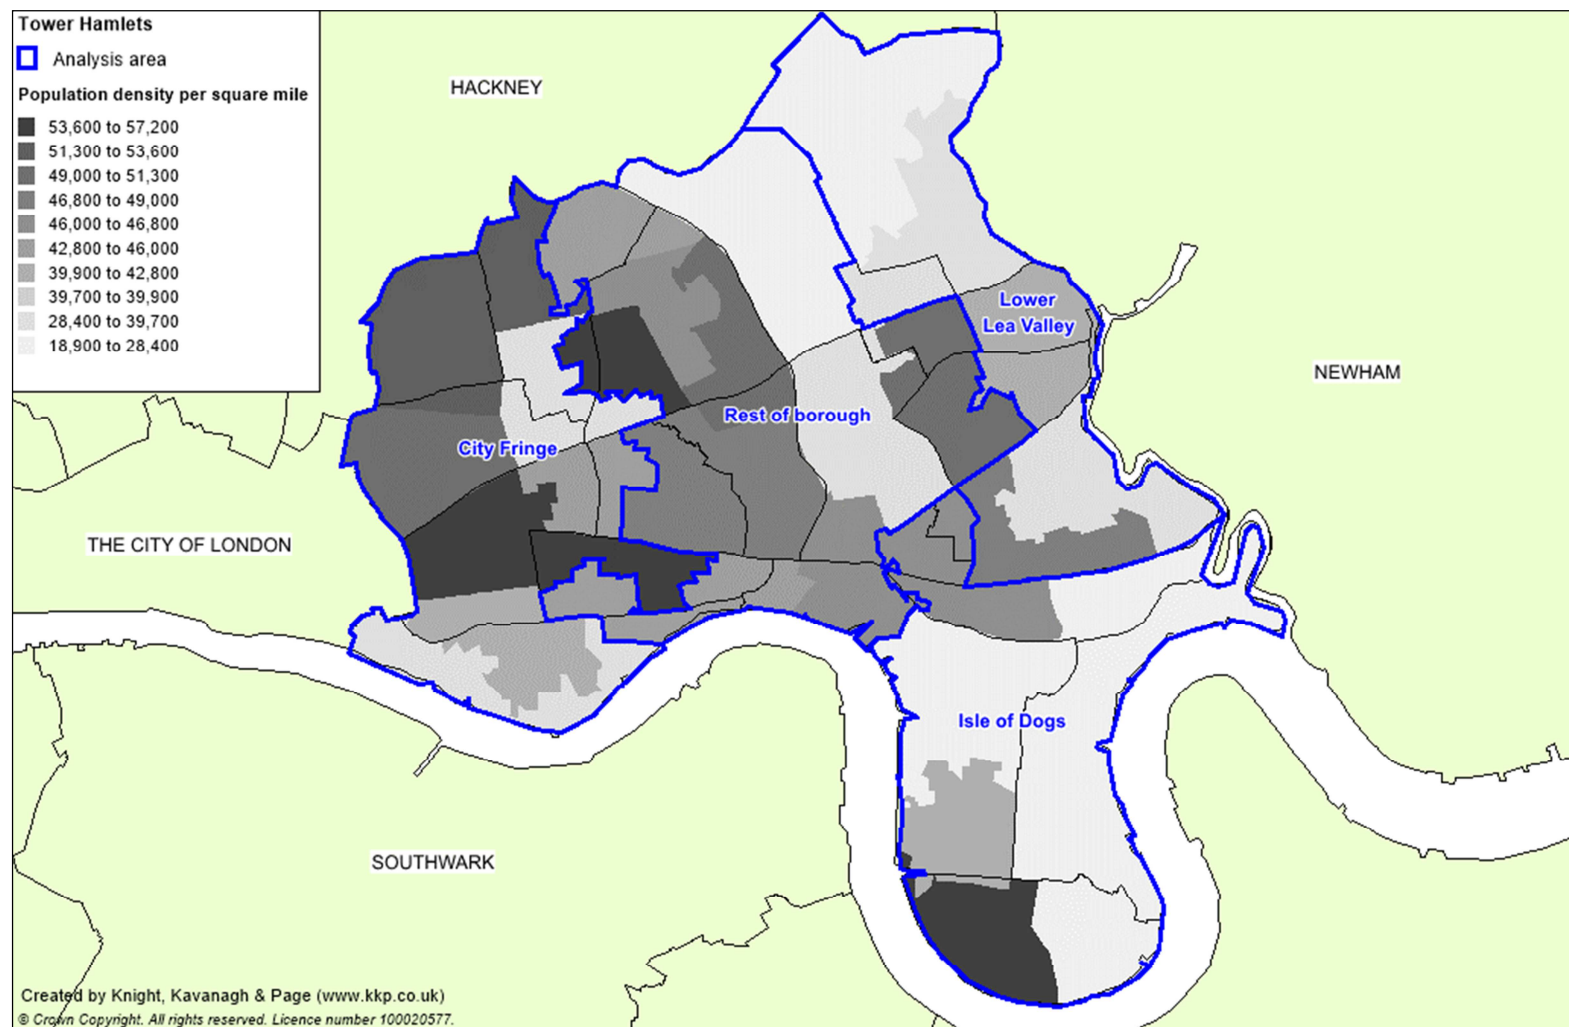 Tower Hamlets
Analysis area
Population density per square mile
53,600 to 57,200
51,300 to 53,600
49,000 to 51,300
46,800 to 49,000
46,000 to 46,800
42,800 to 46,000
39,900 to 42,800
39,700 to 39,900
28,400 to 39,700
18,900 to 28,400
HACKNEY
Lower
Lea Valley
NEWHAM
Rest of borough
City Fringe
THE CITY OF LONDON
Isle of Dogs
SOUTHWARK
Created by Knight, Kavanagh & Page (www.kkp.co.uk)
© Crown Copyright. All rights reserved. Licence number 100020577.